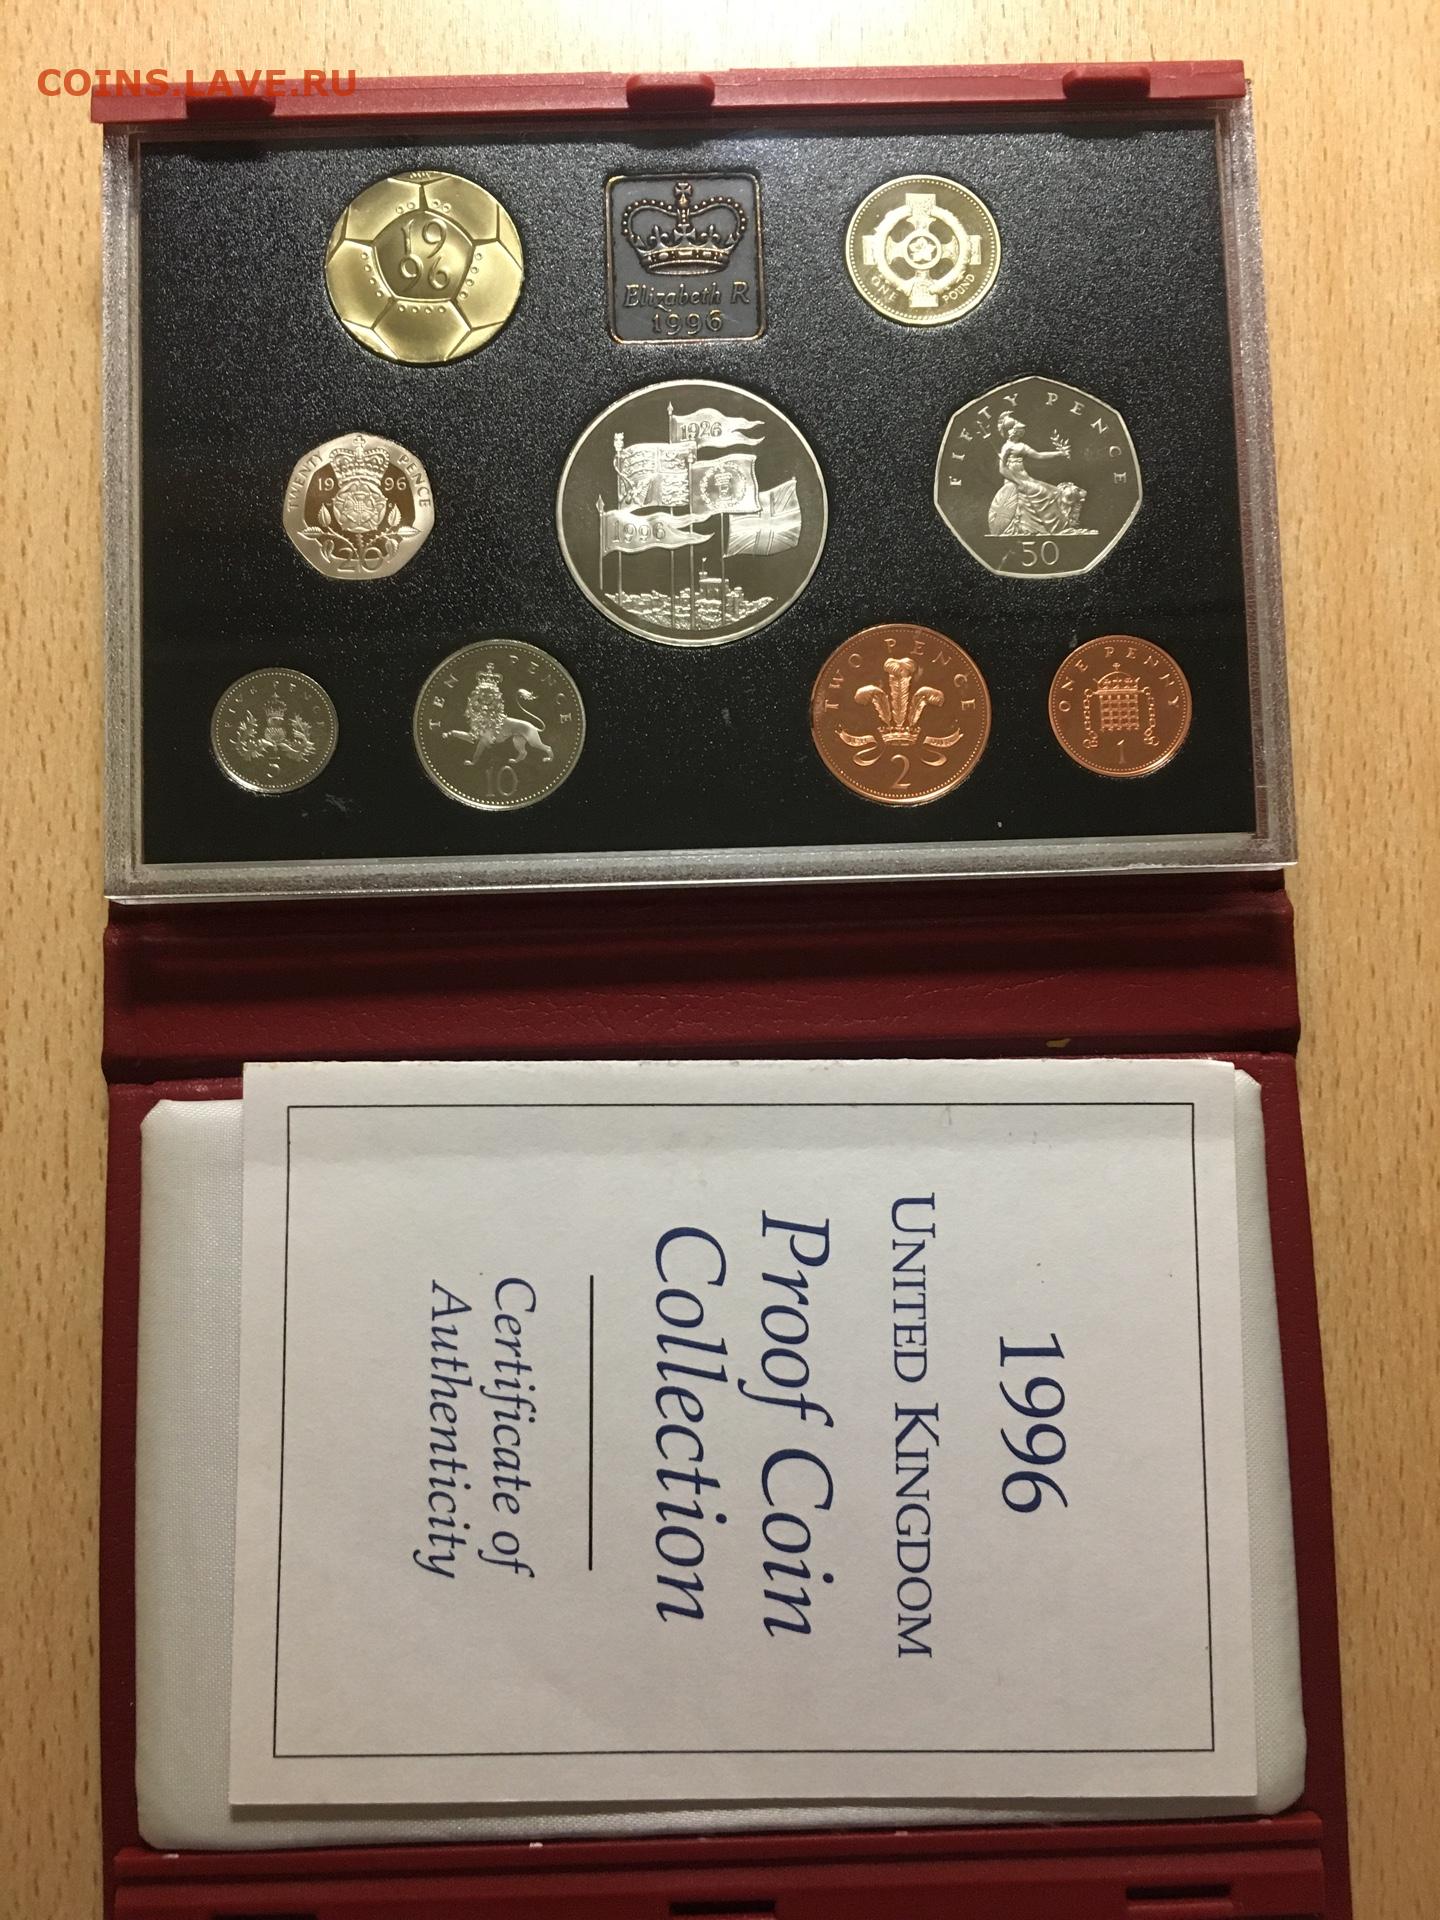 COINS.LAVE.RU
19
96
Elizabeth R
1996
ONE POUND
TWENTY PENCE
19 96
20
1926
1996
FIFTY PENCE
50
FIVE PENCE
5
TEN PENCE
10
TWO PENCE
2
ONE PENNY
1
1996
UNITED KINGDOM
Proof Coin
Collection
Certificate of
Authenticity